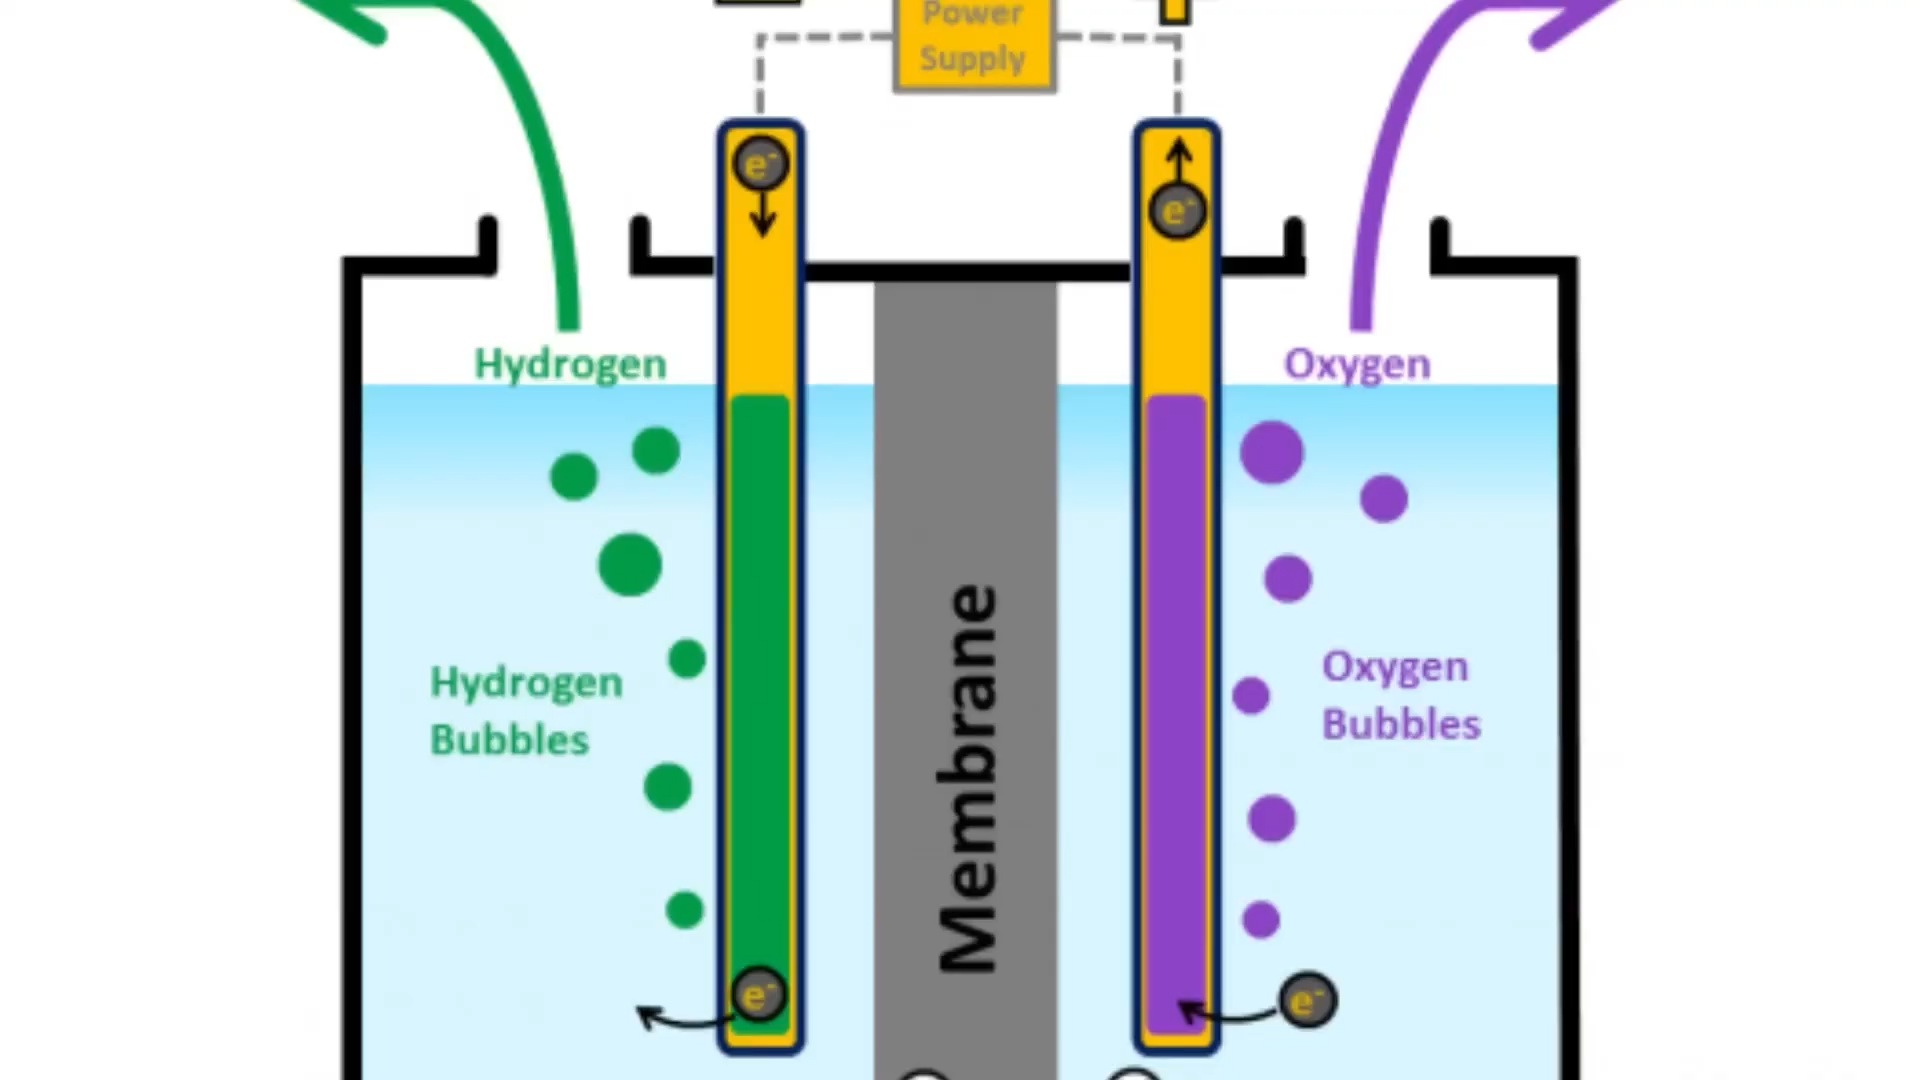 Power
Supply
e⁻
e⁻
Hydrogen
Oxygen
Hydrogen
Bubbles
Oxygen
Bubbles
Membrane
e⁻
e⁻